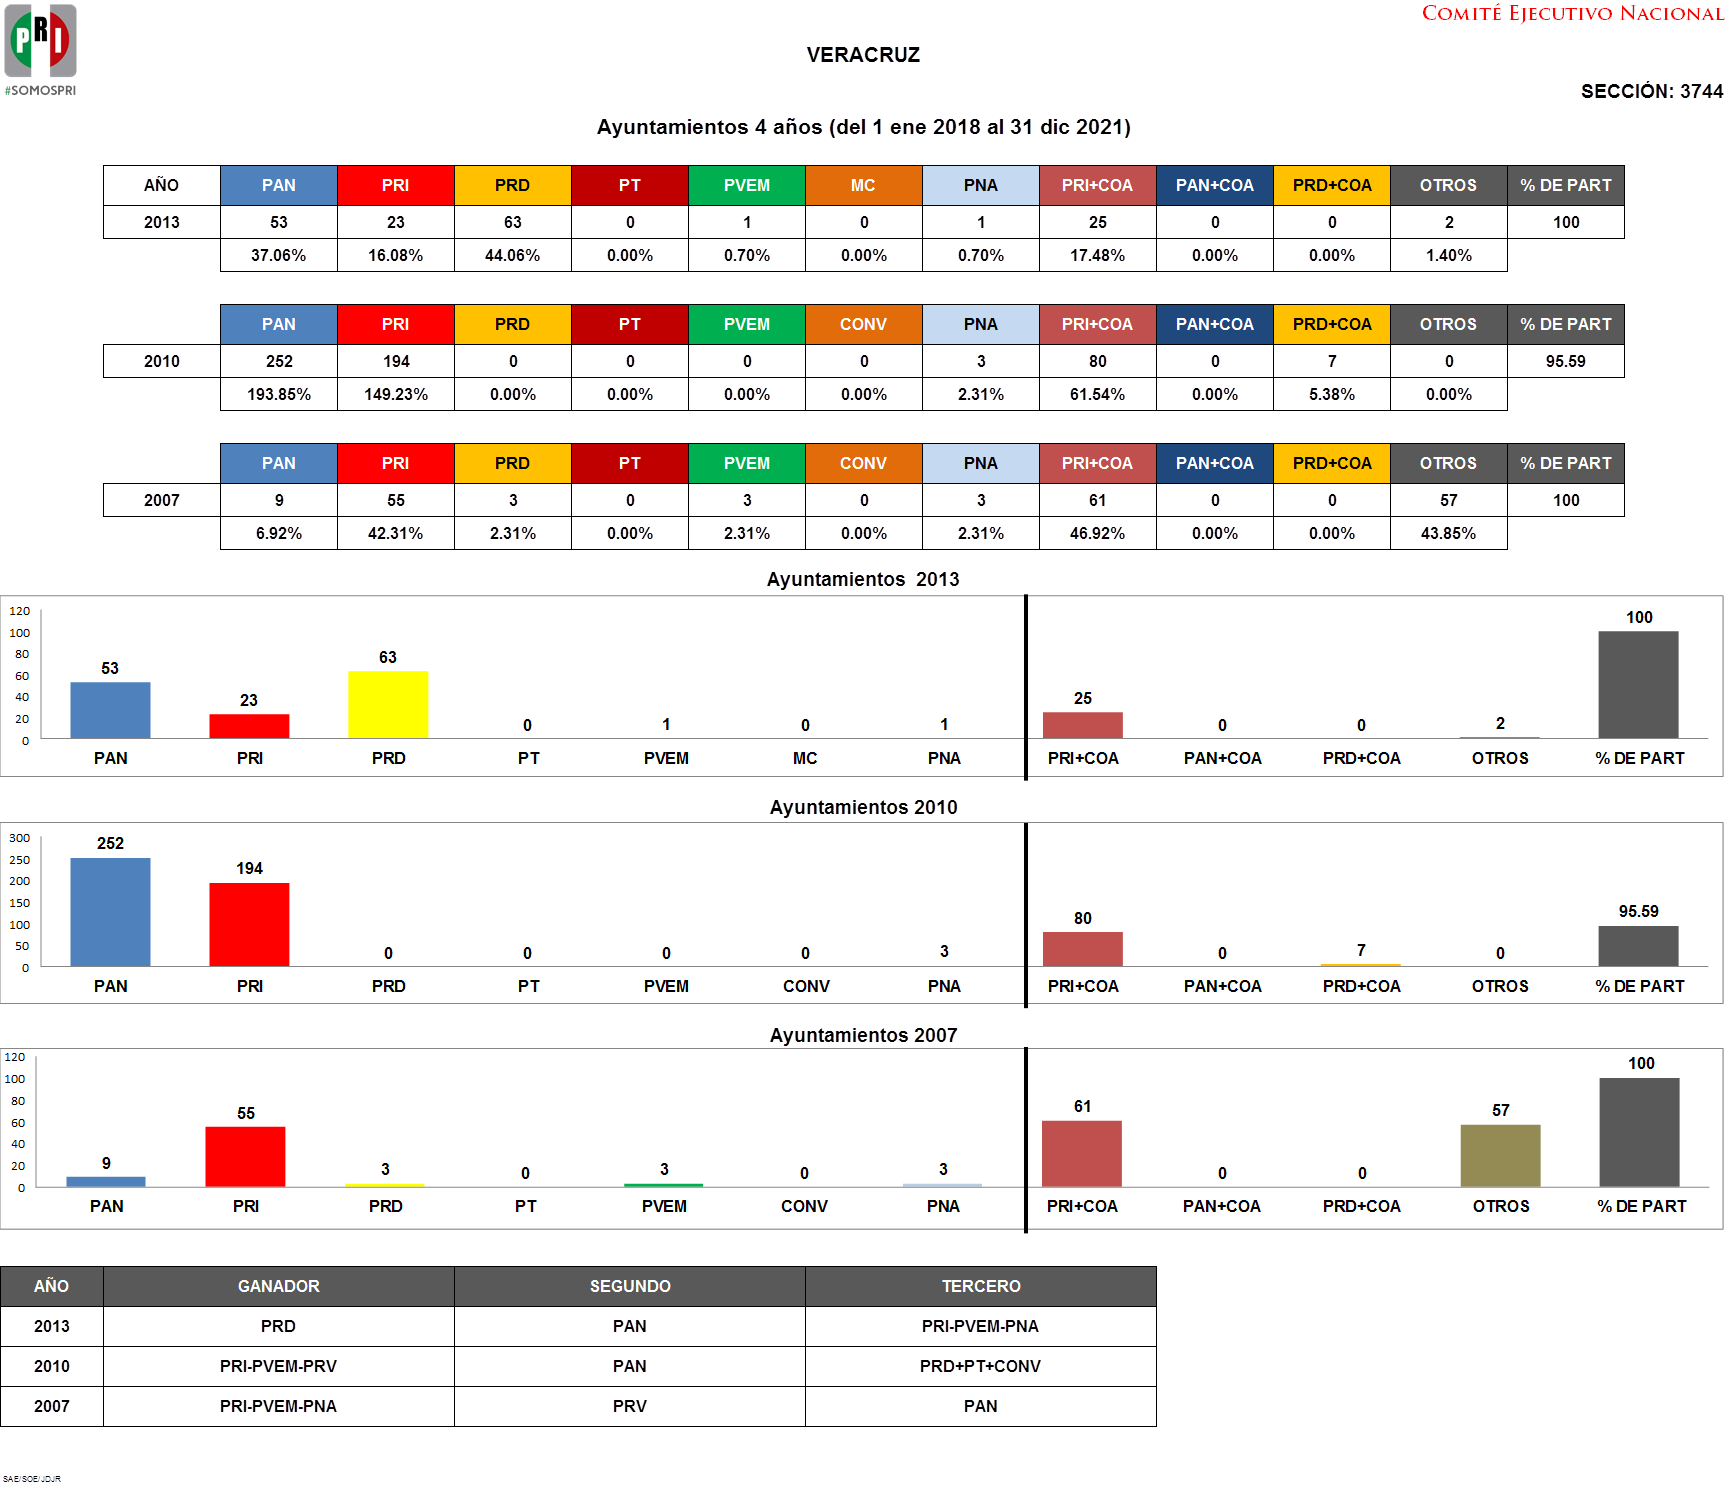 COMITÉ EJECUTIVO NACIONAL
PRI
#SOMOSPRI
VERACRUZ
SECCIÓN: 3744
Ayuntamientos 4 años (del 1 ene 2018 al 31 dic 2021)
AÑO PAN PRI PRD PT PVEM MC PNA PRI+COA PAN+COA PRD+COA OTROS % DE PART
2013 53 23 63 0 1 0 1 25 0 0 2 100
37.06% 16.08% 44.06% 0.00% 0.70% 0.00% 0.70% 17.48% 0.00% 0.00% 1.40%
PAN PRI PRD PT PVEM CONV PNA PRI+COA PAN+COA PRD+COA OTROS % DE PART
2010 252 194 0 0 0 0 3 80 0 7 0 95.59
193.85% 149.23% 0.00% 0.00% 0.00% 0.00% 2.31% 61.54% 0.00% 5.38% 0.00%
PAN PRI PRD PT PVEM CONV PNA PRI+COA PAN+COA PRD+COA OTROS % DE PART
2007 9 55 3 0 3 0 3 61 0 0 57 100
6.92% 42.31% 2.31% 0.00% 2.31% 0.00% 2.31% 46.92% 0.00% 0.00% 43.85%
Ayuntamientos 2013
120
100
80
60
40
20
0
53 23 63 0 1 0 1 25 0 0 2 100
PAN PRI PRD PT PVEM MC PNA PRI+COA PAN+COA PRD+COA OTROS % DE PART
Ayuntamientos 2010
300
250
200
150
100
50
0
252 194 0 0 0 0 3 80 0 7 0 95.59
PAN PRI PRD PT PVEM CONV PNA PRI+COA PAN+COA PRD+COA OTROS % DE PART
Ayuntamientos 2007
120
100
80
60
40
20
0
9 55 3 0 3 0 3 61 0 0 57 100
PAN PRI PRD PT PVEM CONV PNA PRI+COA PAN+COA PRD+COA OTROS % DE PART
AÑO GANADOR SEGUNDO TERCERO
2013 PRD PAN PRI-PVEM-PNA
2010 PRI-PVEM-PRV PAN PRD+PT+CONV
2007 PRI-PVEM-PNA PRV PAN
SAE/SOE/JDJR